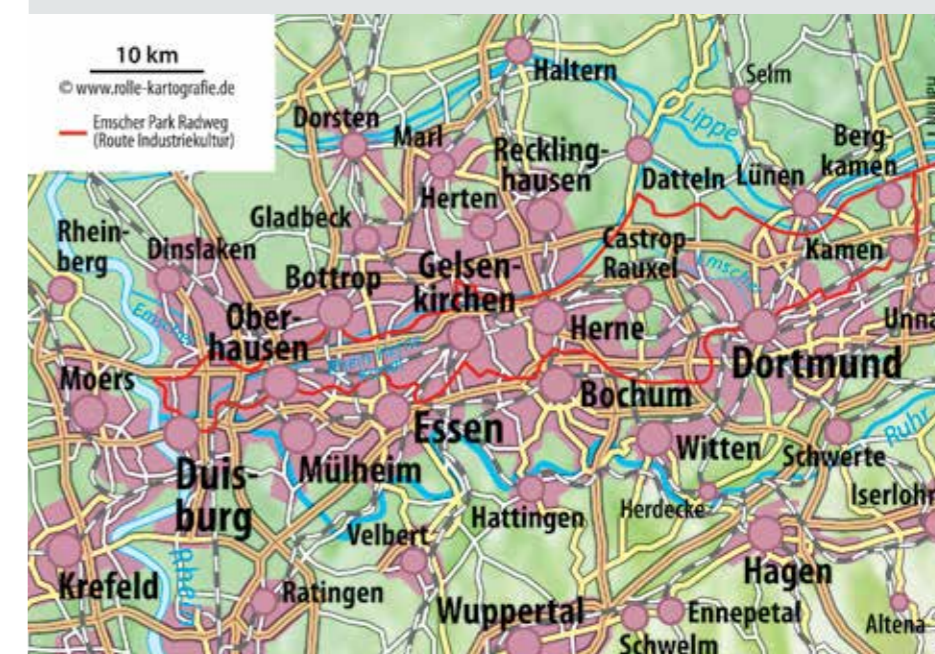 10 km
© www.rolle-kartografie.de
Emscher Park Radweg
(Route Industriekultur)
Haltern
Selm
Lippe
Dorsten
Marl
Reckling-
hausen
Berg-
kamen
Datteln
Lünen
Herten
Gladbeck
Rhein-
berg
Dinslaken
Castrop
Rauxel
Kamen
Bottrop
Gelsen-
kirchen
Ober-
hausen
Herne
Unna
Dortmund
Moers
Bochum
Essen
Witten
Ruhr
Schwerte
Duis-
burg
Mülheim
Iserlohn
Hattingen
Herdecke
Velbert
Rhein
Krefeld
Hagen
Ratingen
Wuppertal
Ennepetal
Altena
Schwelm